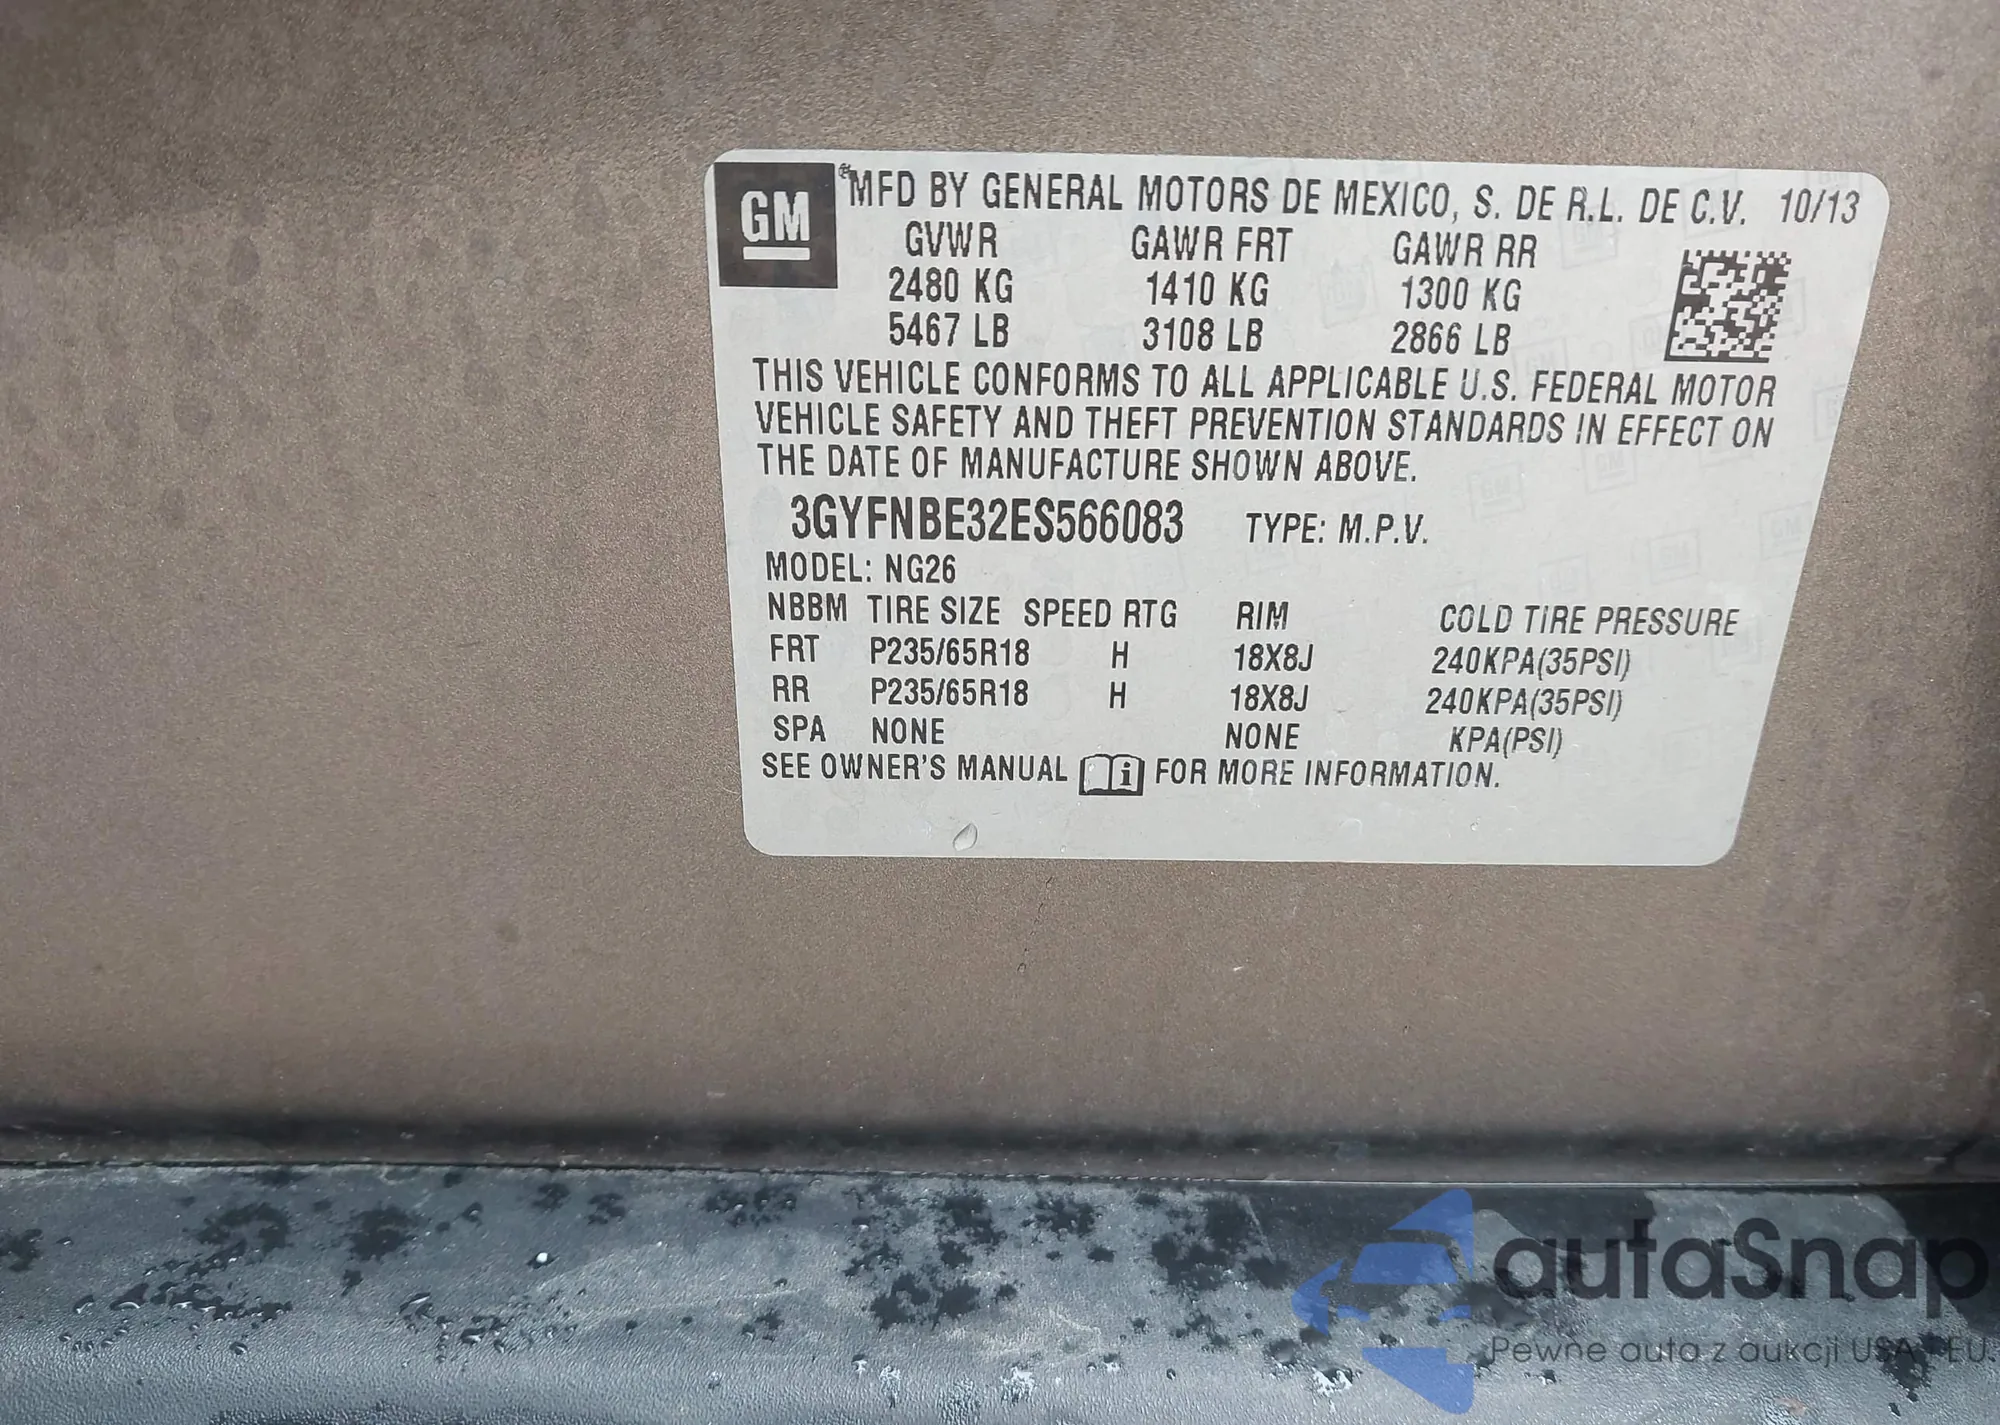 GM
MFD BY GENERAL MOTORS DE MEXICO, S. DE R.L. DE C.V. 10/13
GVWR GAWR FRT GAWR RR
2480 KG 1410 KG 1300 KG
5467 LB 3108 LB 2866 LB
THIS VEHICLE CONFORMS TO ALL APPLICABLE U.S. FEDERAL MOTOR
VEHICLE SAFETY AND THEFT PREVENTION STANDARDS IN EFFECT ON
THE DATE OF MANUFACTURE SHOWN ABOVE.
3GYFNBE32ES566083 TYPE: M.P.V.
MODEL: NG26
NBBM TIRE SIZE SPEED RTG RIM COLD TIRE PRESSURE
FRT P235/65R18 H 18X8J 240KPA(35PSI)
RR P235/65R18 H 18X8J 240KPA(35PSI)
SPA NONE NONE KPA(PSI)
SEE OWNER'S MANUAL i FOR MORE INFORMATION.
autaSnap
Pewne auta z aukcji USA i EU.